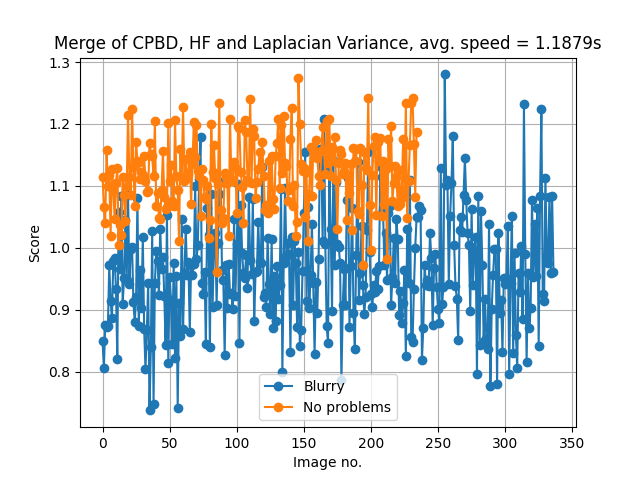 Merge of CPBD, HF and Laplacian Variance, avg. speed = 1.1879s
1.3
1.2
1.1
1.0
0.9
0.8
Score
Blurry
No problems
0 50 100 150 200 250 300 350
Image no.